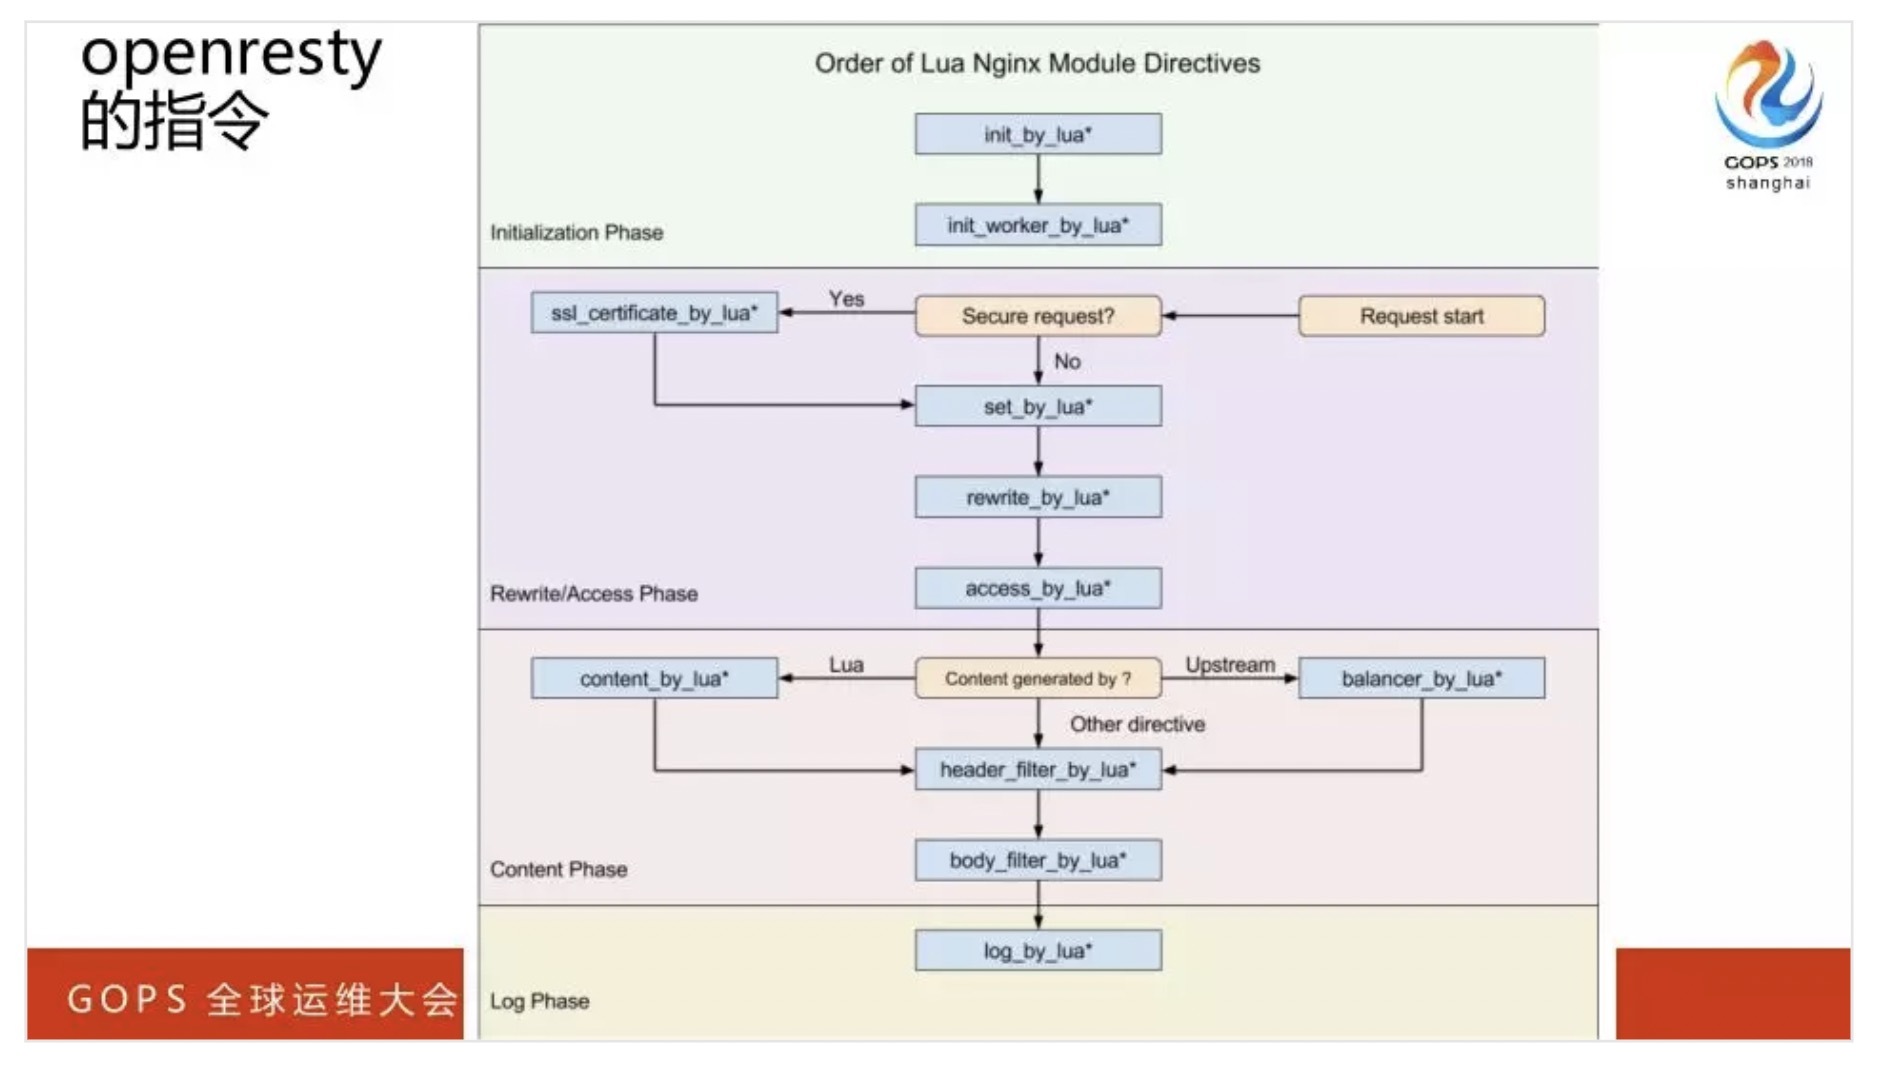 openresty
的指令
Order of Lua Nginx Module Directives
GOPS 2018
shanghai
init_by_lua*
init_worker_by_lua*
Initialization Phase
ssl_certificate_by_lua*
Yes
Secure request?
Request start
No
set_by_lua*
rewrite_by_lua*
access_by_lua*
Rewrite/Access Phase
content_by_lua*
Lua
Content generated by ?
Upstream
balancer_by_lua*
Other directive
header_filter_by_lua*
body_filter_by_lua*
Content Phase
log_by_lua*
Log Phase
GOPS 全球运维大会